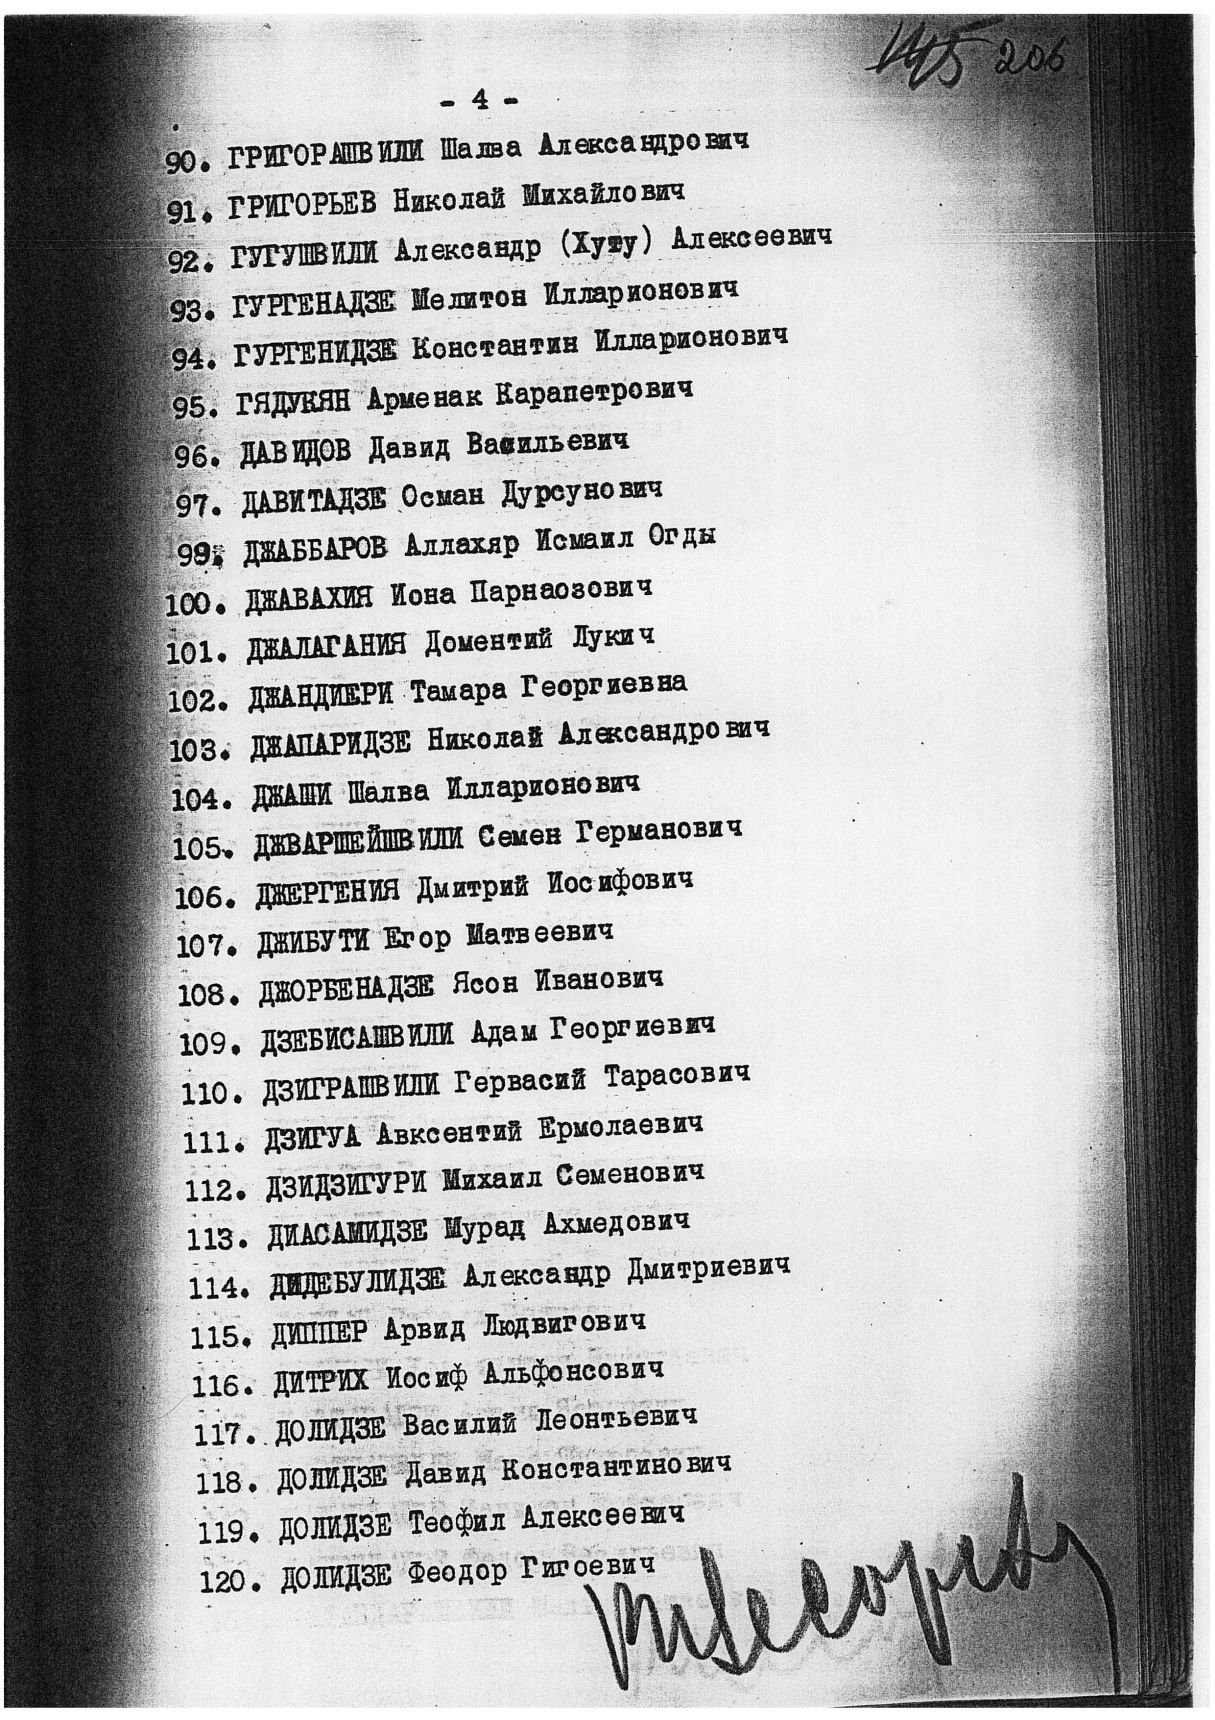 206
- 4 -
90. ГРИГОРАШВИЛИ Шалва Александрович
91. ГРИГОРЬЕВ Николай Михайлович
92. ГУГУШВИЛИ Александр (Хуту) Алексеевич
93. ГУРГЕНАДЗЕ Мелитон Илларионович
94. ГУРГЕНИДЗЕ Константин Илларионович
95. ГЯДУКЯН Арменак Карапетрович
96. ДАВИДОВ Давид Васильевич
97. ДАВИТАДЗЕ Осман Дурсунович
99. ДЖАББАРОВ Аллахяр Исмаил Огды
100. ДЖАВАХИЯ Иона Парнаозович
101. ДЖАЛАГАНИЯ Доментий Лукич
102. ДЖАНДИЕРИ Тамара Георгиевна
103. ДЖАПАРИДЗЕ Николай Александрович
104. ДЖАШИ Шалва Илларионович
105. ДЖВАРШЕЙШВИЛИ Семен Германович
106. ДЖЕРГЕНИЯ Дмитрий Иосифович
107. ДЖИБУТИ Егор Матвеевич
108. ДЖОРБЕНАДЗЕ Ясон Иванович
109. ДЗЕБИСАШВИЛИ Адам Георгиевич
110. ДЗИГРАШВИЛИ Гервасий Тарасович
111. ДЗИГУА Авксентий Ермолаевич
112. ДЗИДЗИГУРИ Михаил Семенович
113. ДИАСАМИДЗЕ Мурад Ахмедович
114. ДИДЕБУЛИДЗЕ Александр Дмитриевич
115. ДИППЕР Арвид Людвигович
116. ДИТРИХ Иосиф Альфонсович
117. ДОЛИДЗЕ Василий Леонтьевич
118. ДОЛИДЗЕ Давид Константинович
119. ДОЛИДЗЕ Теофил Алексеевич
120. ДОЛИДЗЕ Феодор Гигоевич